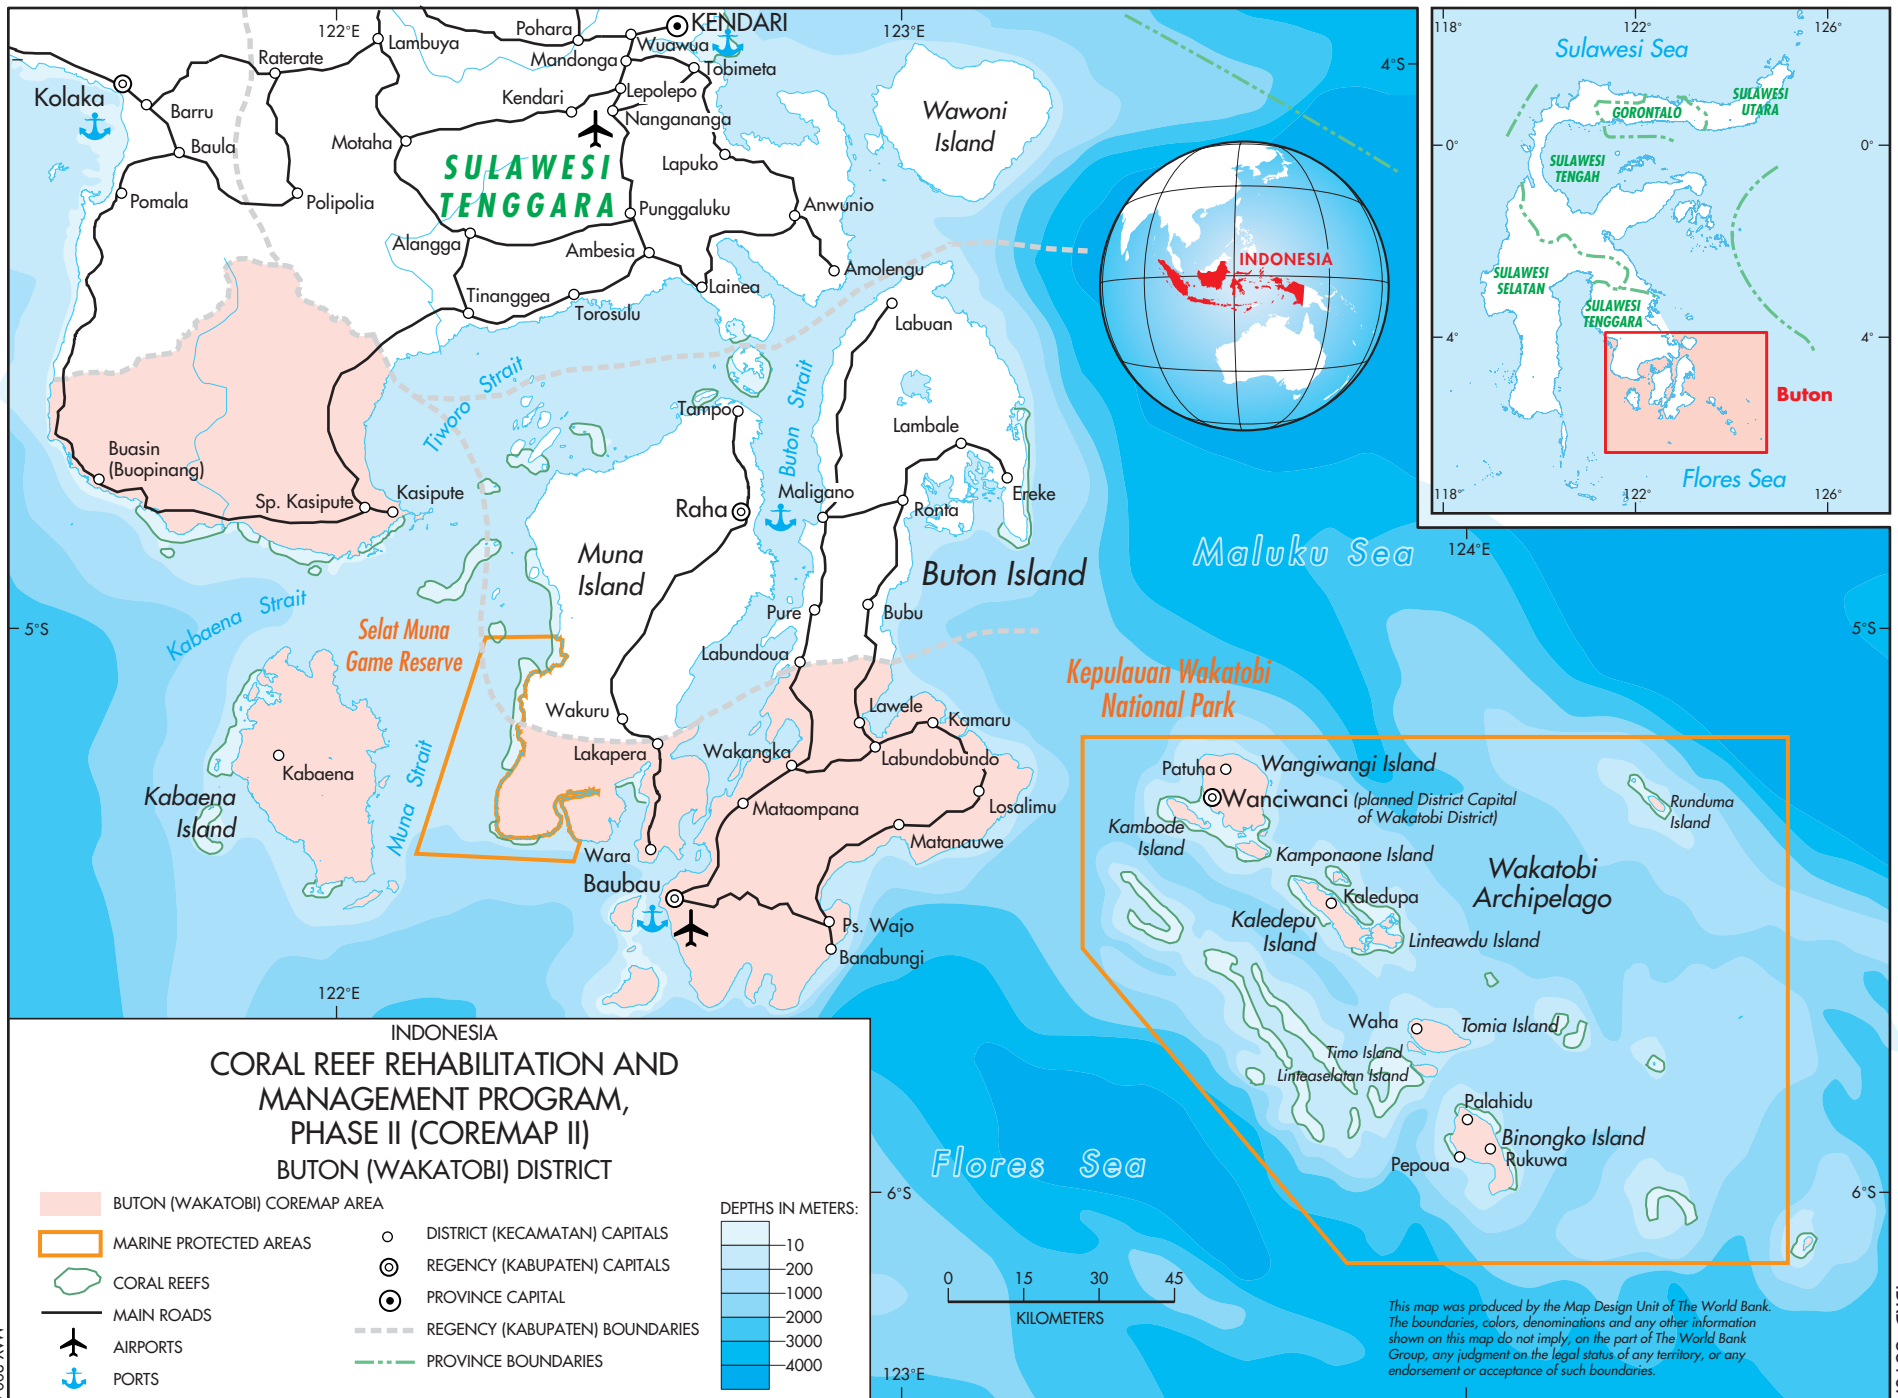 122°E
123°E
Pohara
KENDARI
Lambuya
Wuawua
Raterate
Mandonga
Tobimeta
4°S
Kolaka
Lepolepo
Kendari
Barru
Nangananga
Wawoni
Island
Motaha
Baula
SULAWESI
TENGGARA
Lapuko
Pomala
Polipolia
Punggaluku
Anwunio
Alangga
Ambesia
Amolengu
Tinanggea
Lainea
Torosulu
Labuan
INDONESIA
118°
122°
126°
Sulawesi Sea
SULAWESI
UTARA
GORONTALO
0°
0°
SULAWESI
TENGAH
SULAWESI
SELATAN
SULAWESI
TENGGARA
4°
4°
Buton
Flores Sea
118°
122°
126°
Tiworo Strait
Buton Strait
Tampo
Lambale
Buasin
(Buopinang)
Sp. Kasipute
Kasipute
Raha
Maligano
Ronta
Ereke
Muna
Island
Buton Island
Maluku Sea
124°E
Kabaena Strait
Pure
Bubu
5°S
5°S
Selat Muna
Game Reserve
Labundoua
Kepulauan Wakatobi
National Park
Wakuru
Lawele
Kamaru
Lakapera
Wakangka
Labundobundo
Kabaena
Muna Strait
Kabaena
Island
Mataompana
Losalimu
Matanauwe
Wara
Baubau
Ps. Wajo
Banabungi
Patuha
Wangiwangi Island
Wanciwanci (planned District Capital
of Wakatobi District)
Runduma
Island
Kambode
Island
Kamponaone Island
Wakatobi
Archipelago
Kaledupa
Kaledepu
Island
Linteawdu Island
Waha
Tomia Island
Timo Island
Linteaselatan Island
Palahidu
Binongko Island
Pepoua
Rukuwa
Flores Sea
122°E
6°S
6°S
INDONESIA
CORAL REEF REHABILITATION AND
MANAGEMENT PROGRAM,
PHASE II (COREMAP II)
BUTON (WAKATOBI) DISTRICT
BUTON (WAKATOBI) COREMAP AREA
MARINE PROTECTED AREAS
CORAL REEFS
MAIN ROADS
AIRPORTS
PORTS
DISTRICT (KECAMATAN) CAPITALS
REGENCY (KABUPATEN) CAPITALS
PROVINCE CAPITAL
REGENCY (KABUPATEN) BOUNDARIES
PROVINCE BOUNDARIES
DEPTHS IN METERS:
10
200
1000
2000
3000
4000
0 15 30 45
KILOMETERS
123°E
This map was produced by the Map Design Unit of The World Bank.
The boundaries, colors, denominations and any other information
shown on this map do not imply, on the part of The World Bank
Group, any judgment on the legal status of any territory, or any
endorsement or acceptance of such boundaries.